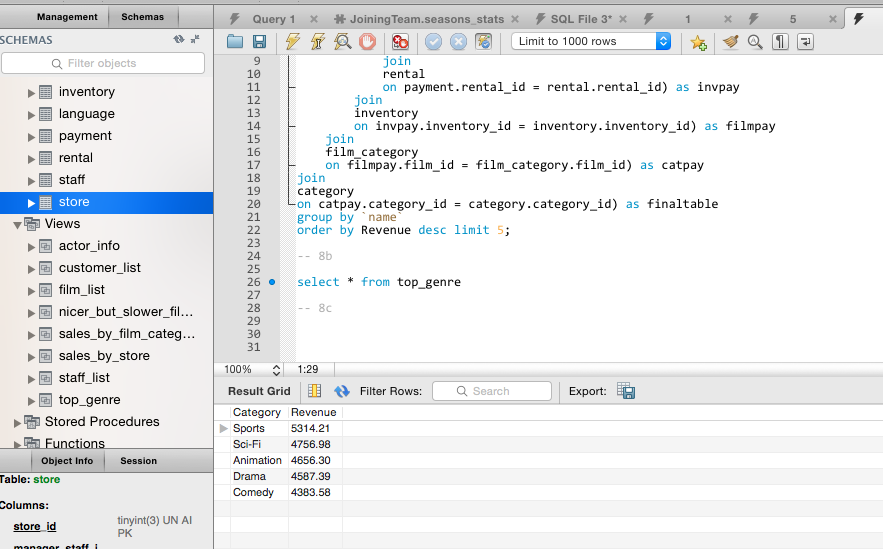 Management Schemas
SCHEMAS
Filter objects
inventory
language
payment
rental
staff
store
Views
actor_info
customer_list
film_list
nicer_but_slower_fil...
sales_by_film_categ...
sales_by_store
staff_list
top_genre
Stored Procedures
Functions
Object Info Session
Table: store
Columns:
store_id tinyint(3) UN AI
PK
manager_staff_i
Query 1 JoiningTeam.seasons_stats SQL File 3* 1 5
Limit to 1000 rows
9 join
10 rental
11 on payment.rental_id = rental.rental_id) as invpay
12 join
13 inventory
14 on invpay.inventory_id = inventory.inventory_id) as filmpay
15 join
16 film_category
17 on filmpay.film_id = film_category.film_id) as catpay
18 join
19 category
20 on catpay.category_id = category.category_id) as finaltable
21 group by `name`
22 order by Revenue desc limit 5;
23
24 -- 8b
25
26 select * from top_genre
27
28 -- 8c
29
30
31
100% 1:29
Result Grid Filter Rows: Search Export:
Category Revenue
Sports 5314.21
Sci-Fi 4756.98
Animation 4656.30
Drama 4587.39
Comedy 4383.58